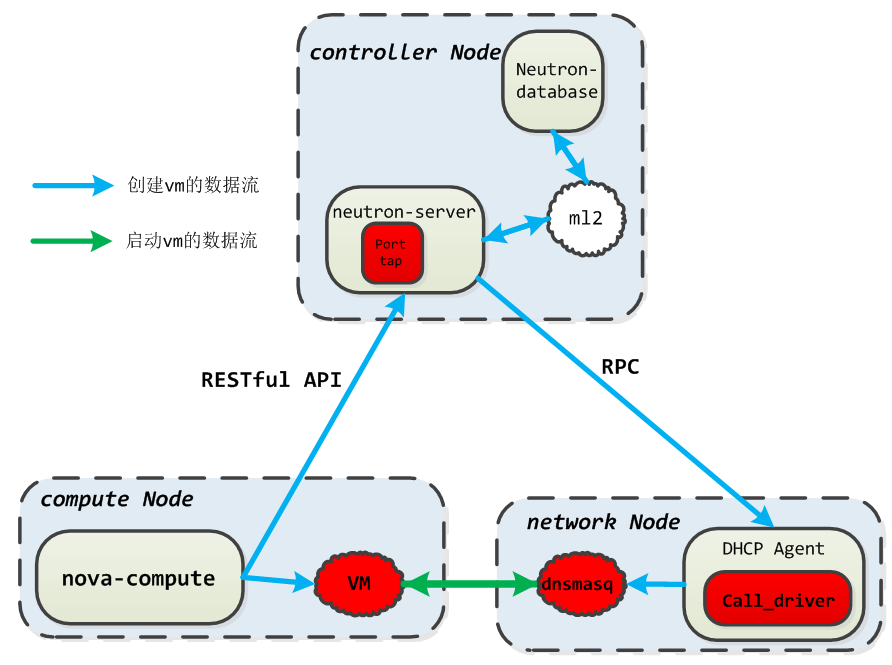 controller Node
Neutron-
database
创建vm的数据流
neutron-server
ml2
启动vm的数据流
Port
tap
RESTful API
RPC
compute Node
network Node
DHCP Agent
nova-compute
VM
dnsmasq
Call_driver